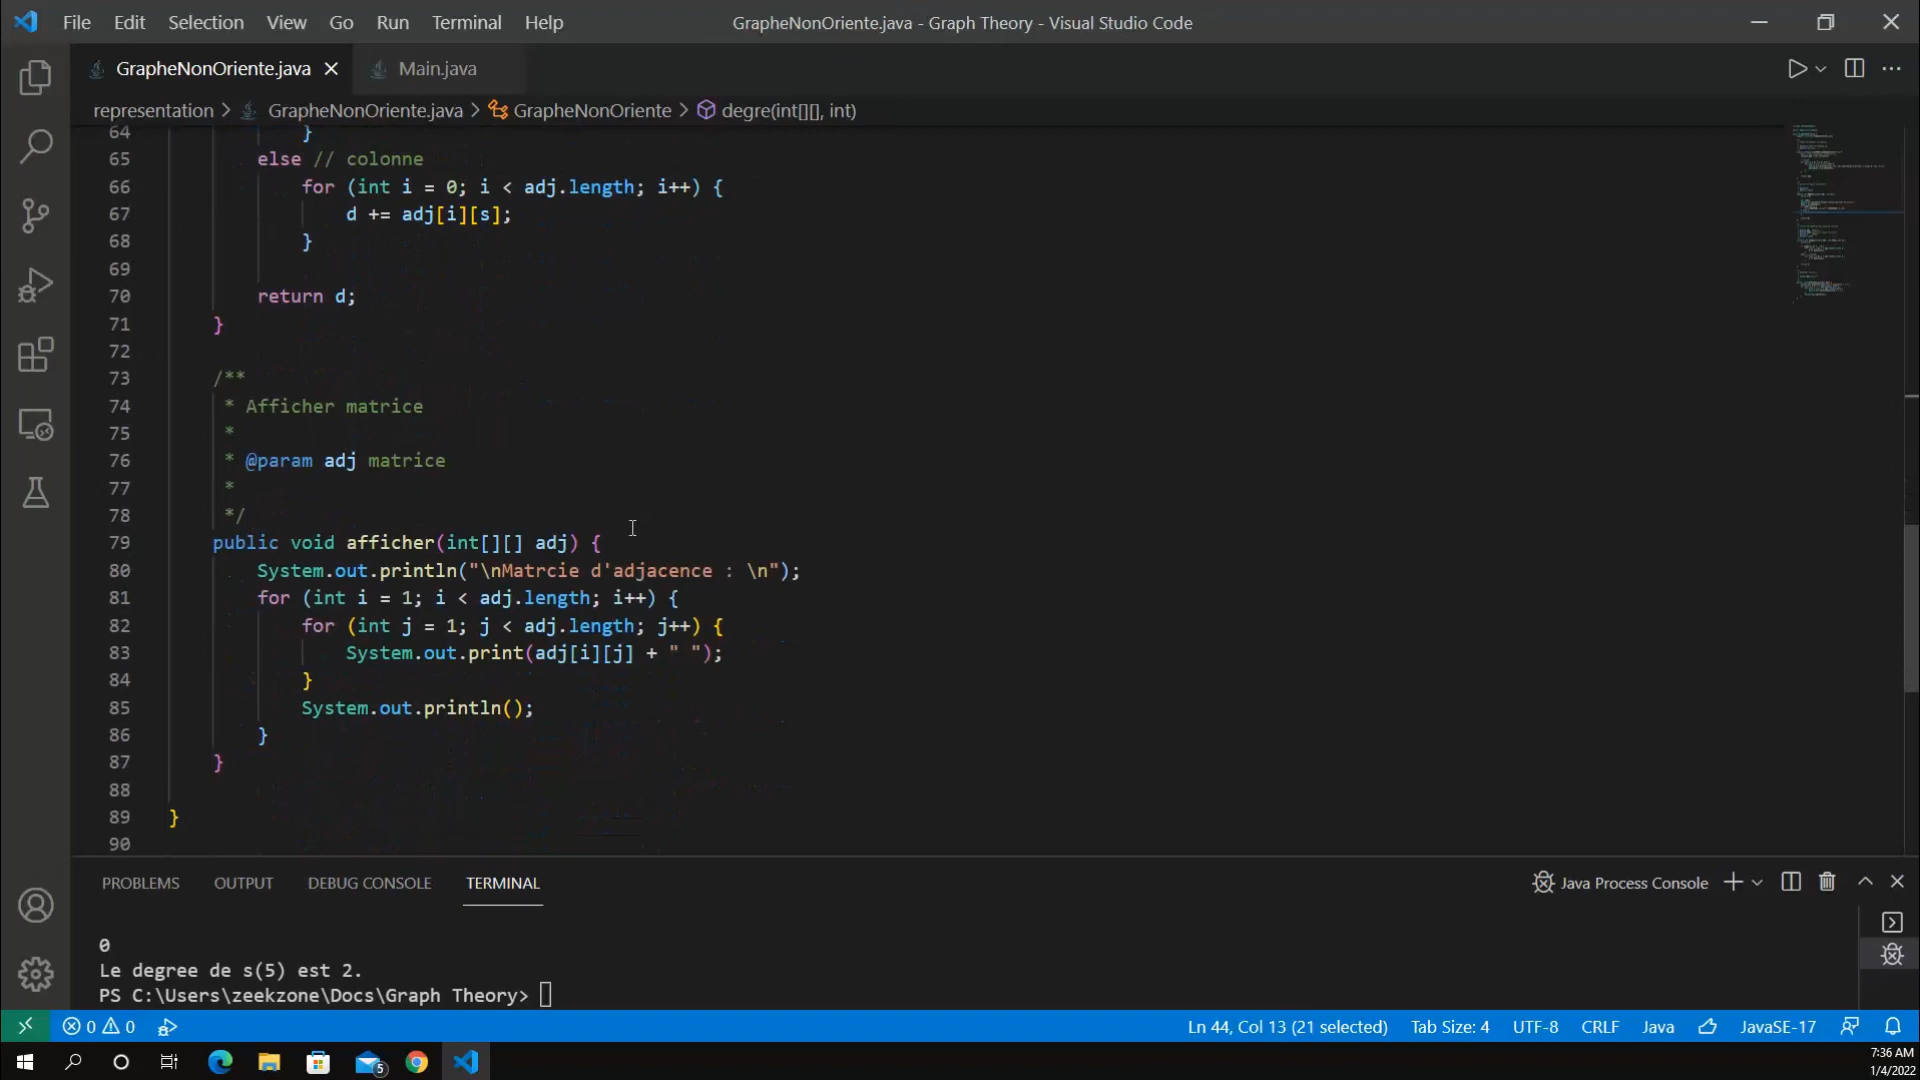 File Edit Selection View Go Run Terminal Help GrapheNonOriente.java - Graph Theory - Visual Studio Code
GrapheNonOriente.java Main.java
representation > GrapheNonOriente.java > GrapheNonOriente > degre(int[][], int)
64 }
65 else // colonne
66 for (int i = 0; i < adj.length; i++) {
67 d += adj[i][s];
68 }
69
70 return d;
71 }
72
73 /**
74 * Afficher matrice
75 *
76 * @param adj matrice
77 *
78 */
79 public void afficher(int[][] adj) {
80 System.out.println("\nMatrcie d'adjacence : \n");
81 for (int i = 1; i < adj.length; i++) {
82 for (int j = 1; j < adj.length; j++) {
83 System.out.print(adj[i][j] + " ");
84 }
85 System.out.println();
86 }
87 }
88
89 }
90
PROBLEMS OUTPUT DEBUG CONSOLE TERMINAL Java Process Console
0
Le degree de s(5) est 2.
PS C:\Users\zeekzone\Docs\Graph Theory>
0 0 Ln 44, Col 13 (21 selected) Tab Size: 4 UTF-8 CRLF Java JavaSE-17
5 7:36 AM
1/4/2022